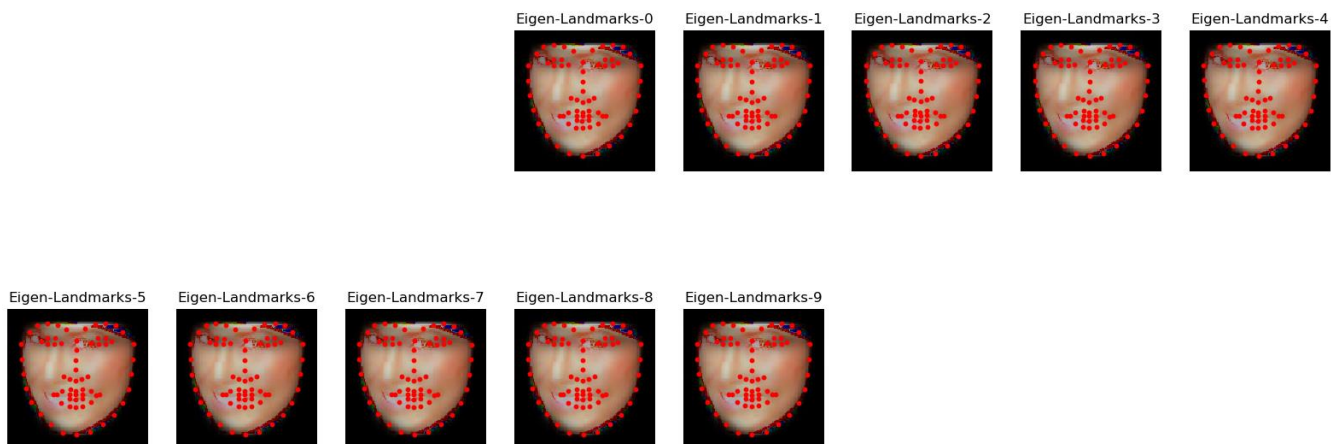 Eigen-Landmarks-0 Eigen-Landmarks-1 Eigen-Landmarks-2 Eigen-Landmarks-3 Eigen-Landmarks-4
Eigen-Landmarks-5 Eigen-Landmarks-6 Eigen-Landmarks-7 Eigen-Landmarks-8 Eigen-Landmarks-9